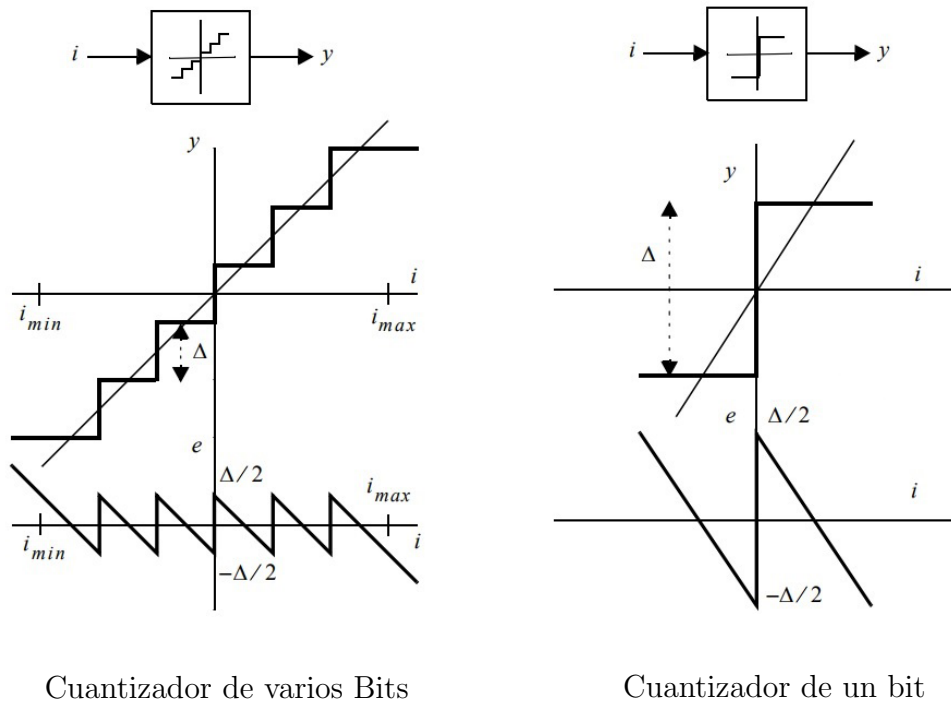 i y i y
y
y
Δ
i i
i_min i_max
Δ
e e Δ/2
Δ/2 i_max
i
i_min i
−Δ/2 −Δ/2
Cuantizador de varios Bits Cuantizador de un bit